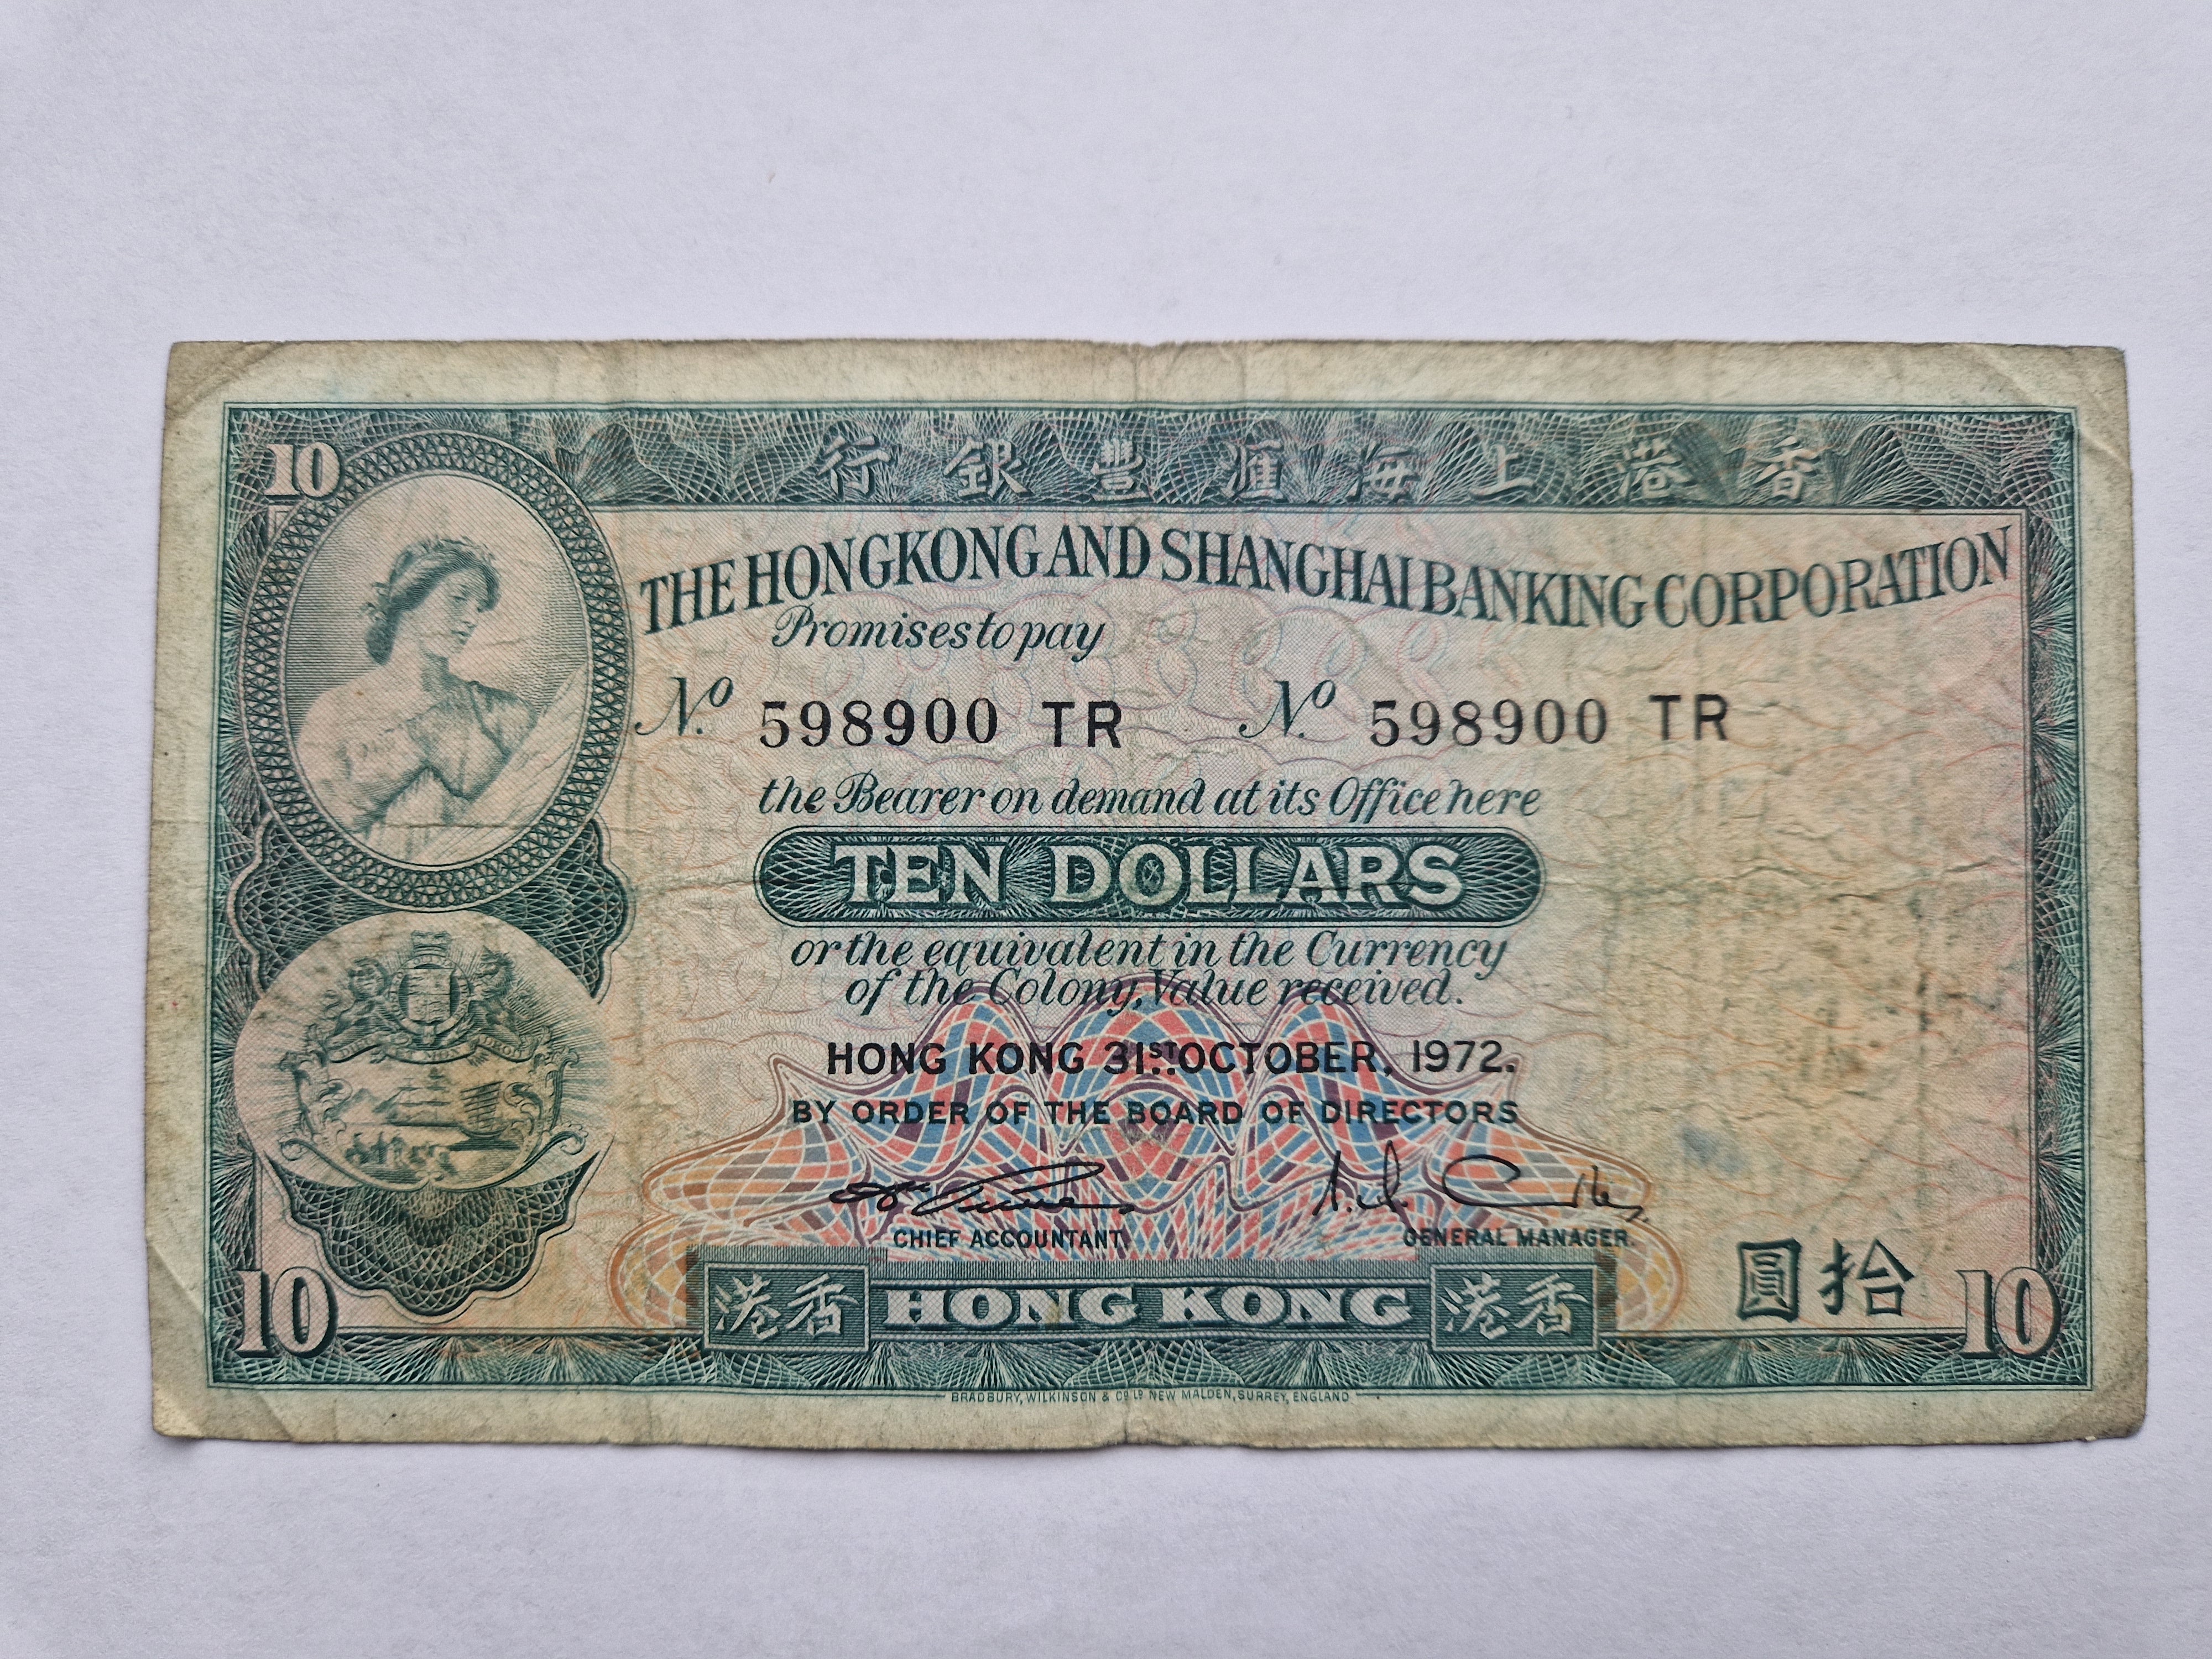 行銀豐滙海上港香
10
THE HONGKONG AND SHANGHAI BANKING CORPORATION
Promises to pay
No. 598900 TR No. 598900 TR
the Bearer on demand at its Office here
TEN DOLLARS
or the equivalent in the Currency
of the Colony, Value received.
HONG KONG 31ST. OCTOBER, 1972.
BY ORDER OF THE BOARD OF DIRECTORS
CHIEF ACCOUNTANT. GENERAL MANAGER.
圓拾
10 港香 HONG KONG 港香 10
BRADBURY, WILKINSON & Co. Ld. NEW MALDEN, SURREY, ENGLAND